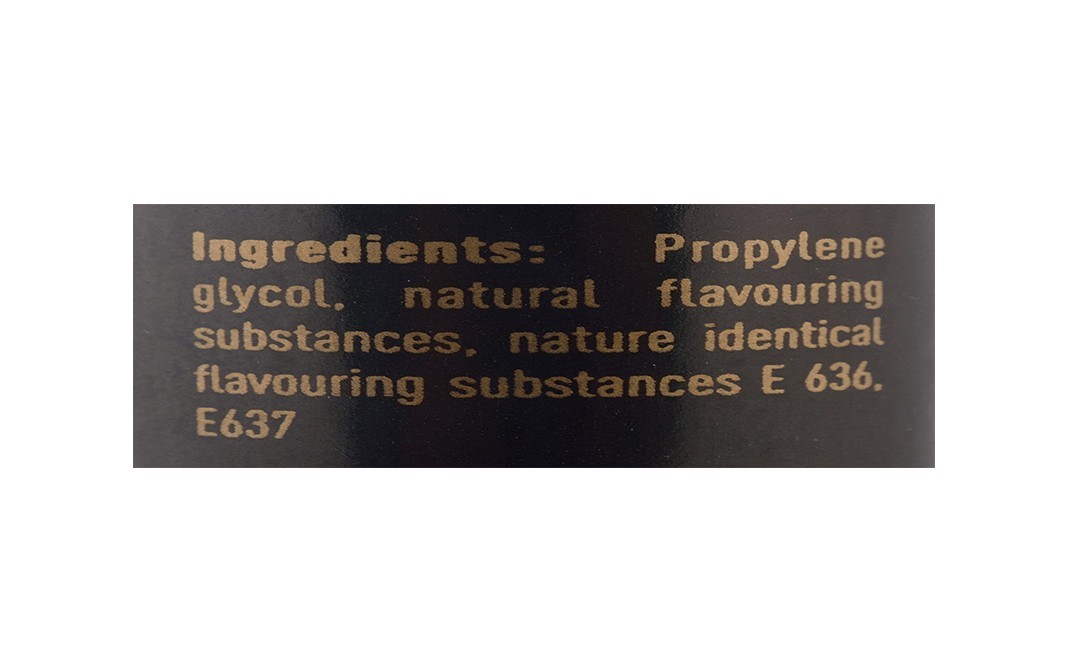 Ingredients: Propylene
glycol, natural flavouring
substances, nature identical
flavouring substances E 636,
E637